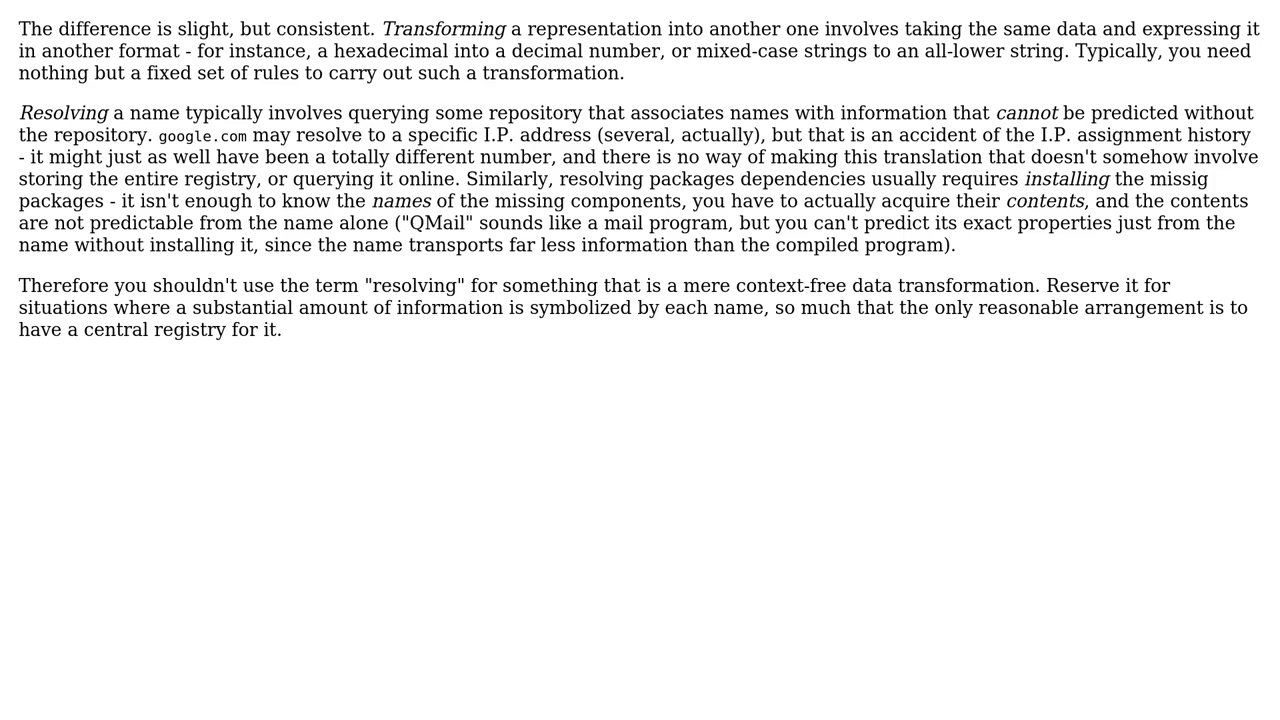 The difference is slight, but consistent. Transforming a representation into another one involves taking the same data and expressing it
in another format - for instance, a hexadecimal into a decimal number, or mixed-case strings to an all-lower string. Typically, you need
nothing but a fixed set of rules to carry out such a transformation.
Resolving a name typically involves querying some repository that associates names with information that cannot be predicted without
the repository. google.com may resolve to a specific I.P. address (several, actually), but that is an accident of the I.P. assignment history
- it might just as well have been a totally different number, and there is no way of making this translation that doesn't somehow involve
storing the entire registry, or querying it online. Similarly, resolving packages dependencies usually requires installing the missig
packages - it isn't enough to know the names of the missing components, you have to actually acquire their contents, and the contents
are not predictable from the name alone ("QMail" sounds like a mail program, but you can't predict its exact properties just from the
name without installing it, since the name transports far less information than the compiled program).
Therefore you shouldn't use the term "resolving" for something that is a mere context-free data transformation. Reserve it for
situations where a substantial amount of information is symbolized by each name, so much that the only reasonable arrangement is to
have a central registry for it.